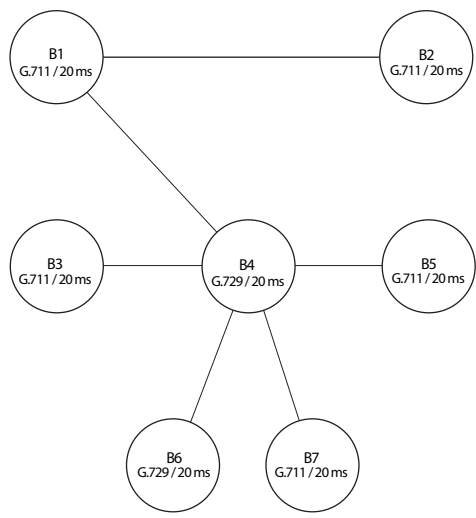 B1
G.711 / 20 ms
B2
G.711 / 20 ms
B3
G.711 / 20 ms
B4
G.729 / 20 ms
B5
G.711 / 20 ms
B6
G.729 / 20 ms
B7
G.711 / 20 ms